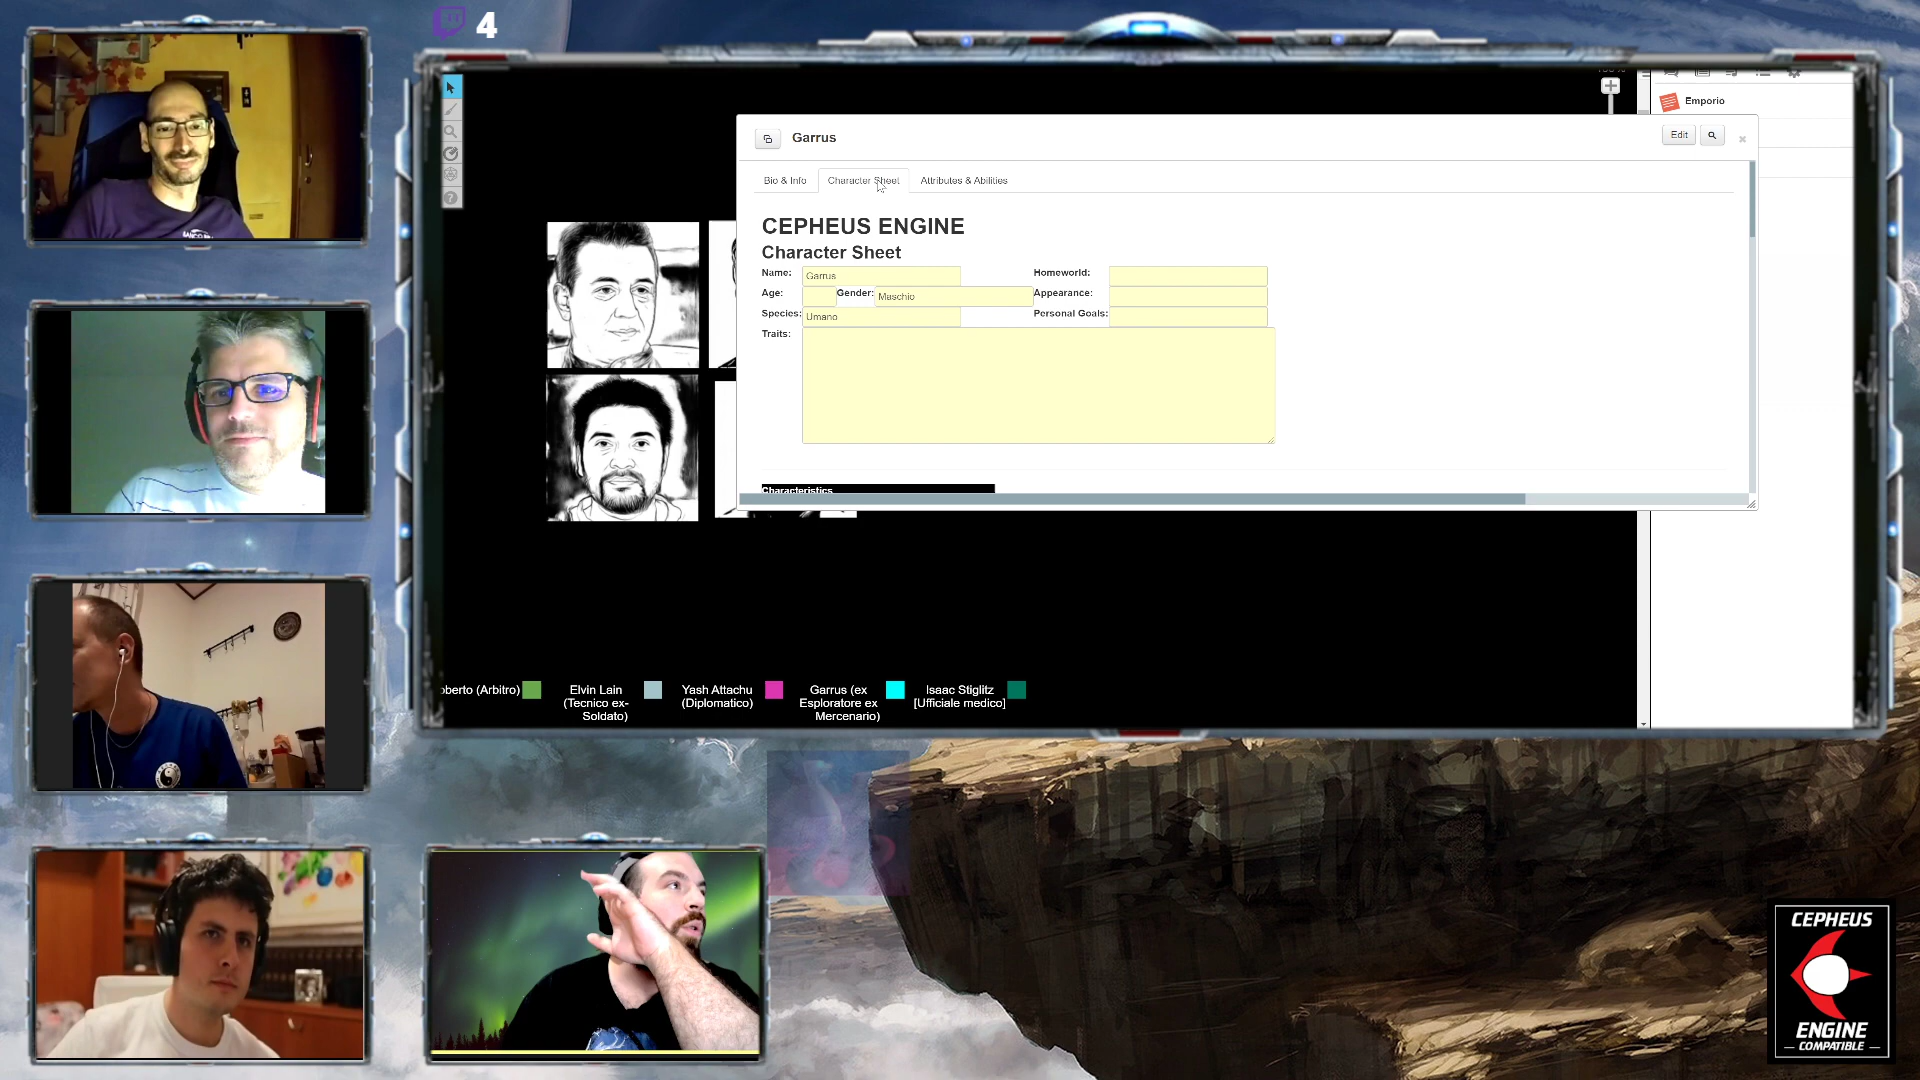 4
Emporio
Garrus
Edit
Bio & Info
Character Sheet
Attributes & Abilities
CEPHEUS ENGINE
Character Sheet
Name: Garrus Homeworld:
Age: Gender: Maschio Appearance:
Species: Umano Personal Goals:
Traits:
Characteristics
oberto (Arbitro)
Elvin Lain
(Tecnico ex-
Soldato)
Yash Attachu
(Diplomatico)
Garrus (ex
Esploratore ex
Mercenario)
Isaac Stiglitz
[Ufficiale medico]
CEPHEUS
ENGINE
— COMPATIBLE —